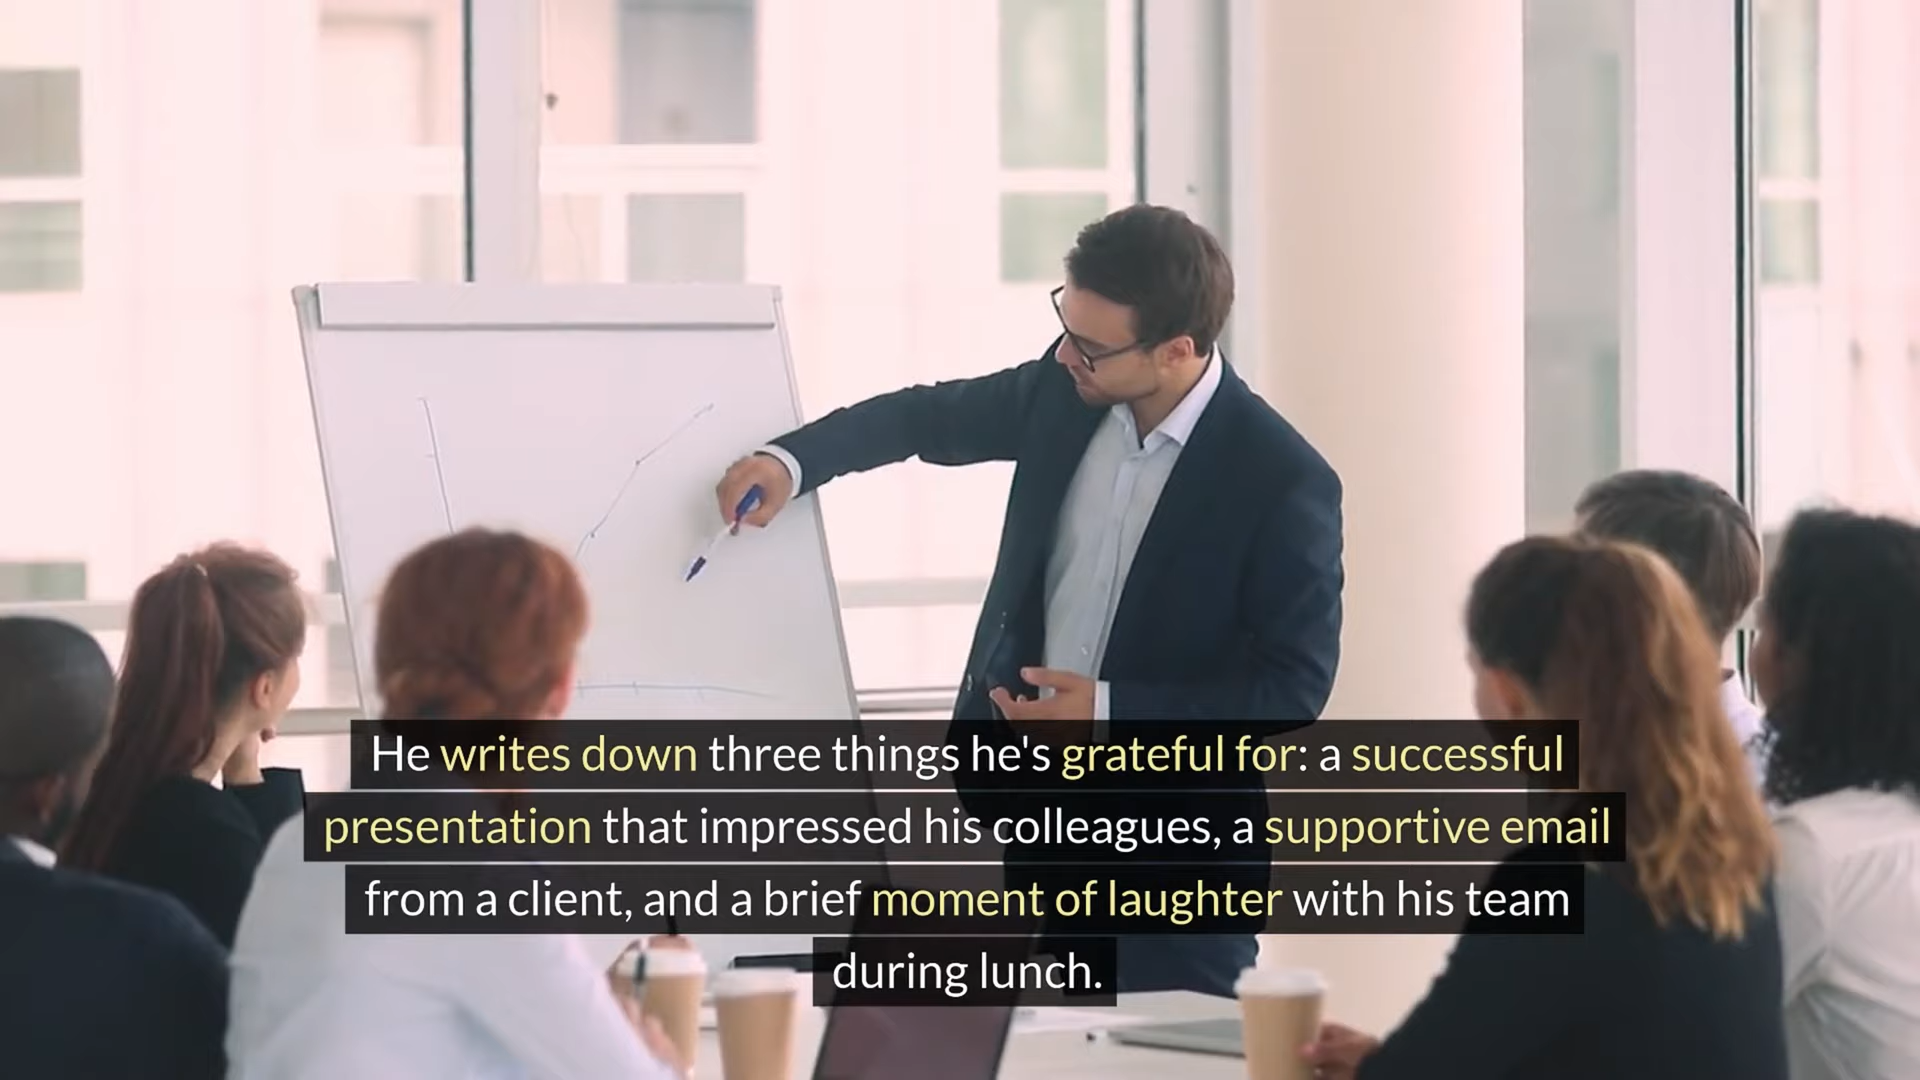 He writes down three things he's grateful for: a successful
presentation that impressed his colleagues, a supportive email
from a client, and a brief moment of laughter with his team
during lunch.